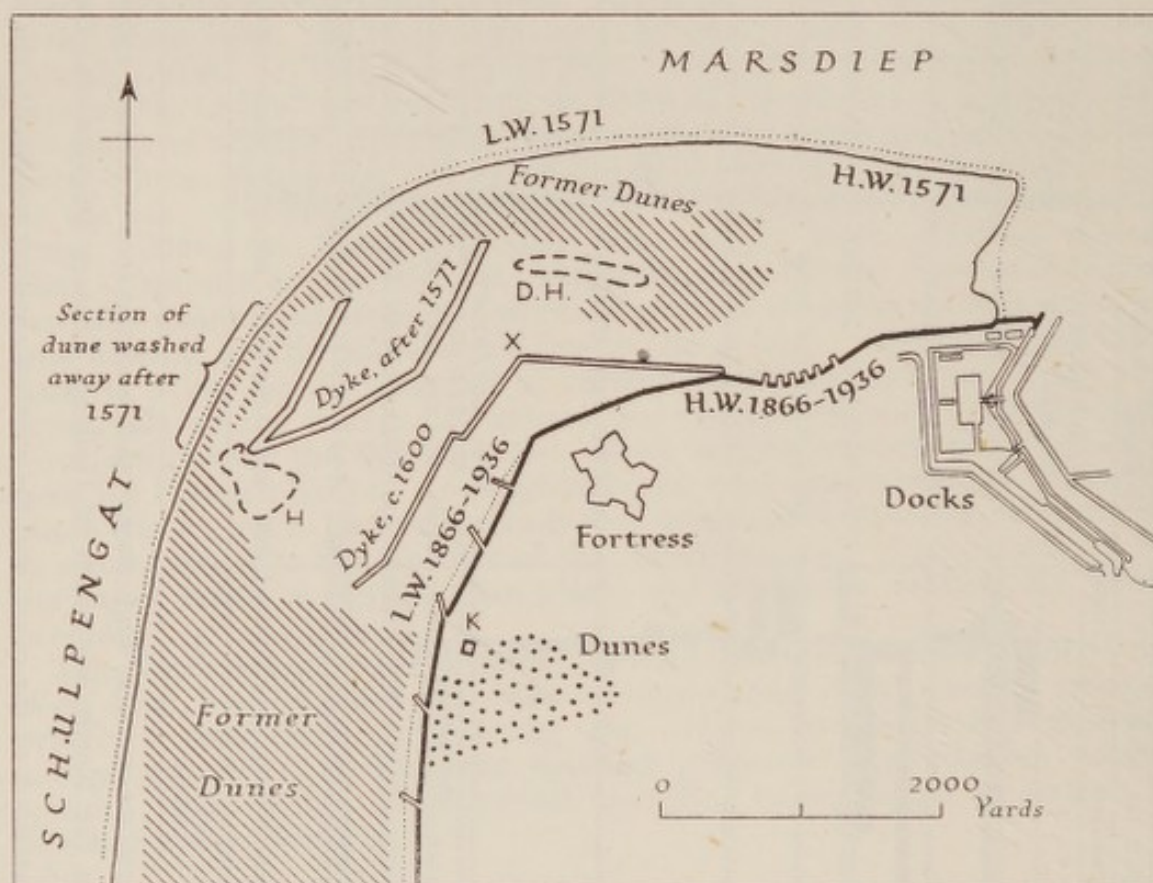 MARSDIEP
L.W. 1571
H.W. 1571
Former Dunes
D.H.
Dyke, after 1571
Section of
dune washed
away after
1571
H.W. 1866-1936
Dyke, c. 1600
L.W. 1866-1936
H
Fortress
Docks
SCHULPENGAT
K
Dunes
Former
Dunes
0 2000
Yards